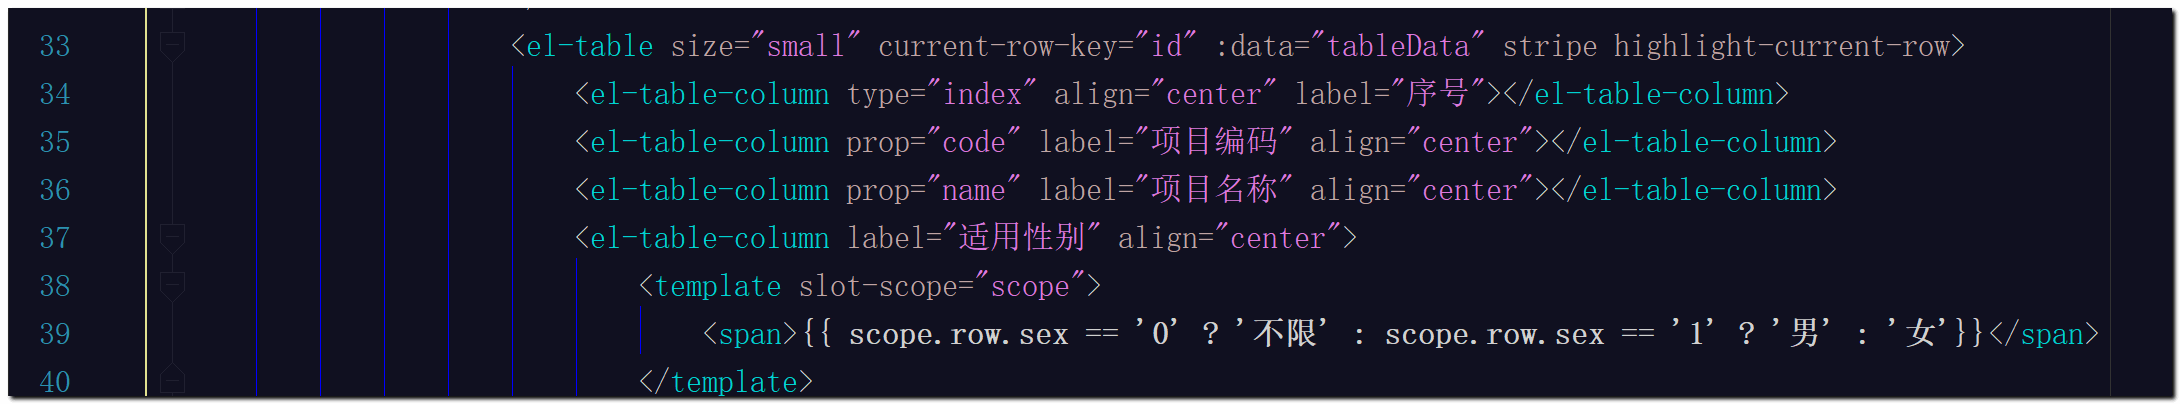 33 <el-table size="small" current-row-key="id" :data="tableData" stripe highlight-current-row>
34 <el-table-column type="index" align="center" label="序号"></el-table-column>
35 <el-table-column prop="code" label="项目编码" align="center"></el-table-column>
36 <el-table-column prop="name" label="项目名称" align="center"></el-table-column>
37 <el-table-column label="适用性别" align="center">
38 <template slot-scope="scope">
39 <span>{{ scope.row.sex == '0' ? '不限' : scope.row.sex == '1' ? '男' : '女'}}</span>
40 </template>